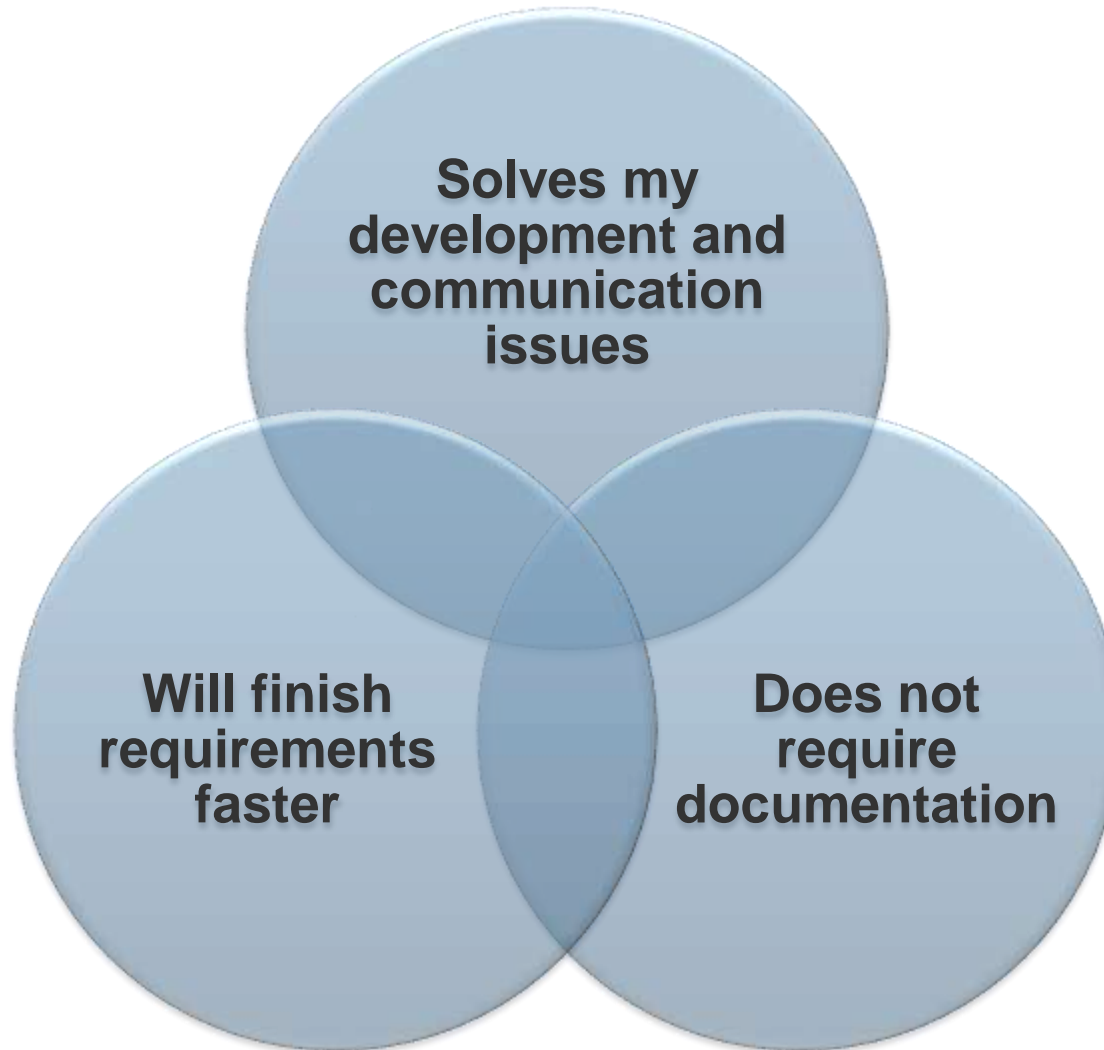 Solves my
development and
communication
issues
Will finish
requirements
faster
Does not
require
documentation